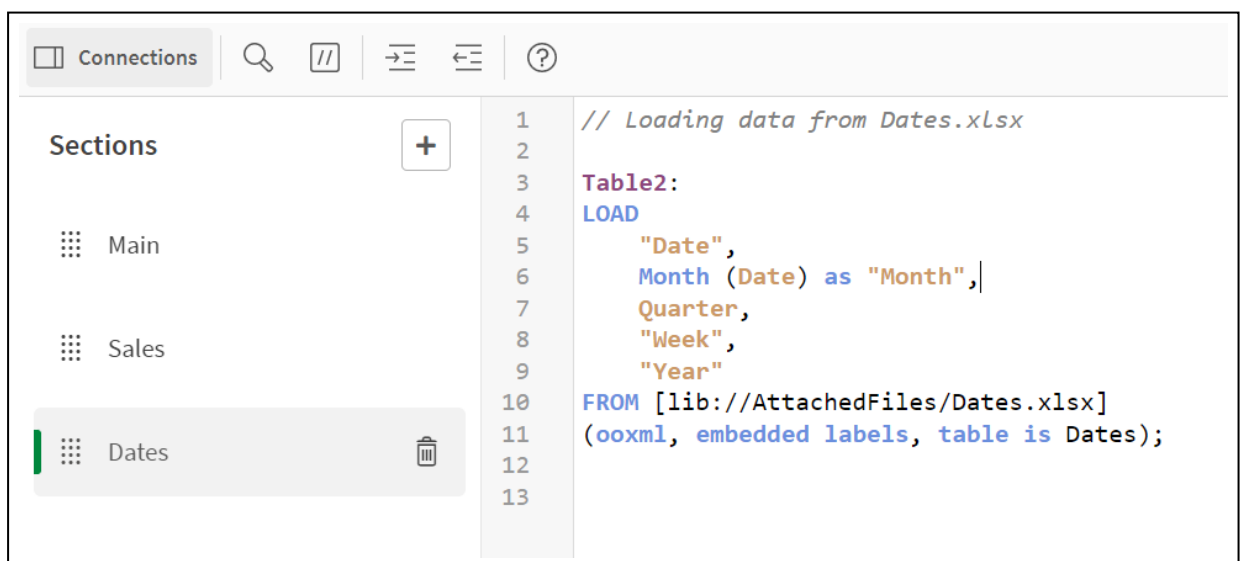 Connections
//
?
Sections
+
Main
Sales
Dates
1 // Loading data from Dates.xlsx
2
3 Table2:
4 LOAD
5 "Date",
6 Month (Date) as "Month",
7 Quarter,
8 "Week",
9 "Year"
10 FROM [lib://AttachedFiles/Dates.xlsx]
11 (ooxml, embedded labels, table is Dates);
12
13